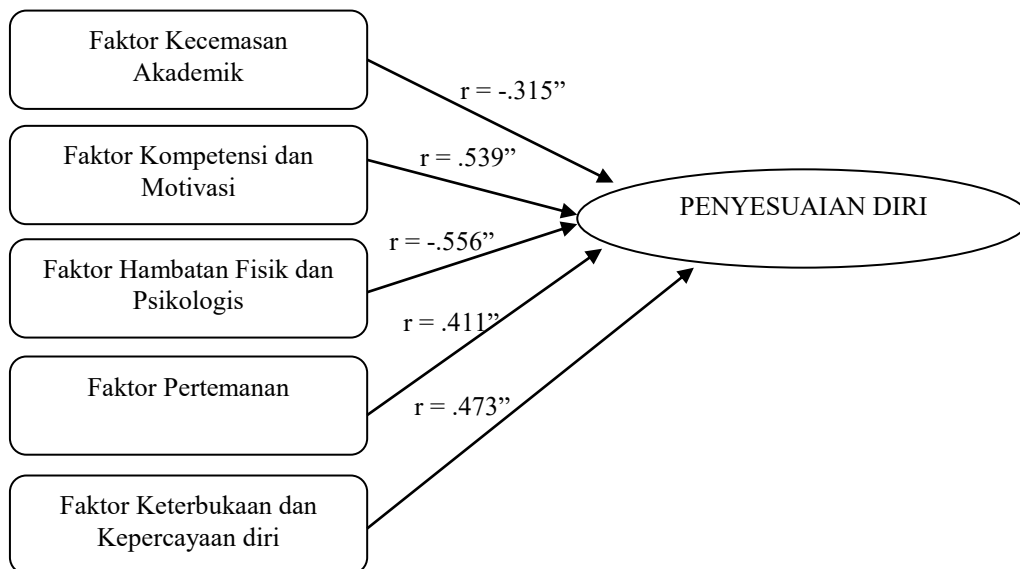 Faktor Kecemasan
Akademik
r = -.315”
Faktor Kompetensi dan
Motivasi
r = .539”
PENYESUAIAN DIRI
r = -.556”
Faktor Hambatan Fisik dan
Psikologis
r = .411”
Faktor Pertemanan
r = .473”
Faktor Keterbukaan dan
Kepercayaan diri